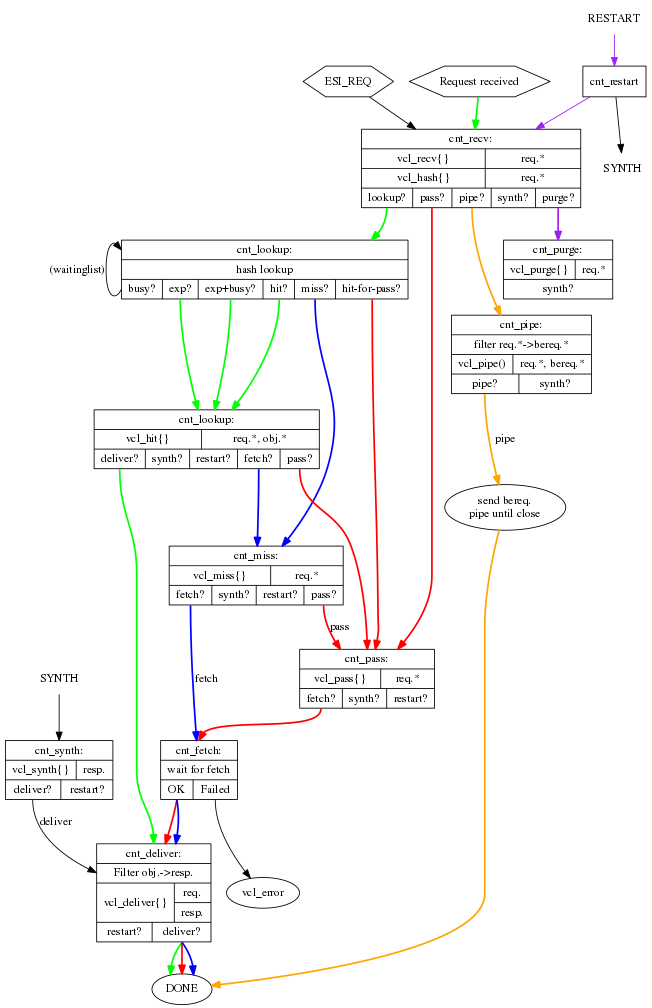 RESTART
ESI_REQ
Request received
cnt_restart
SYNTH
cnt_recv:
vcl_recv{} req.*
vcl_hash{} req.*
lookup? pass? pipe? synth? purge?
(waitinglist)
cnt_lookup:
hash lookup
busy? exp? exp+busy? hit? miss? hit-for-pass?
cnt_purge:
vcl_purge{} req.*
synth?
cnt_pipe:
filter req.*->bereq.*
vcl_pipe() req.*, bereq.*
pipe? synth?
cnt_lookup:
vcl_hit{} req.*, obj.*
deliver? synth? restart? fetch? pass?
pipe
send bereq.
pipe until close
cnt_miss:
vcl_miss{} req.*
fetch? synth? restart? pass?
pass
cnt_pass:
vcl_pass{} req.*
fetch? synth? restart?
fetch
SYNTH
cnt_synth:
vcl_synth{} resp.
deliver? restart?
cnt_fetch:
wait for fetch
OK Failed
deliver
cnt_deliver:
Filter obj.->resp.
vcl_deliver{} req.
resp.
restart? deliver?
vcl_error
DONE